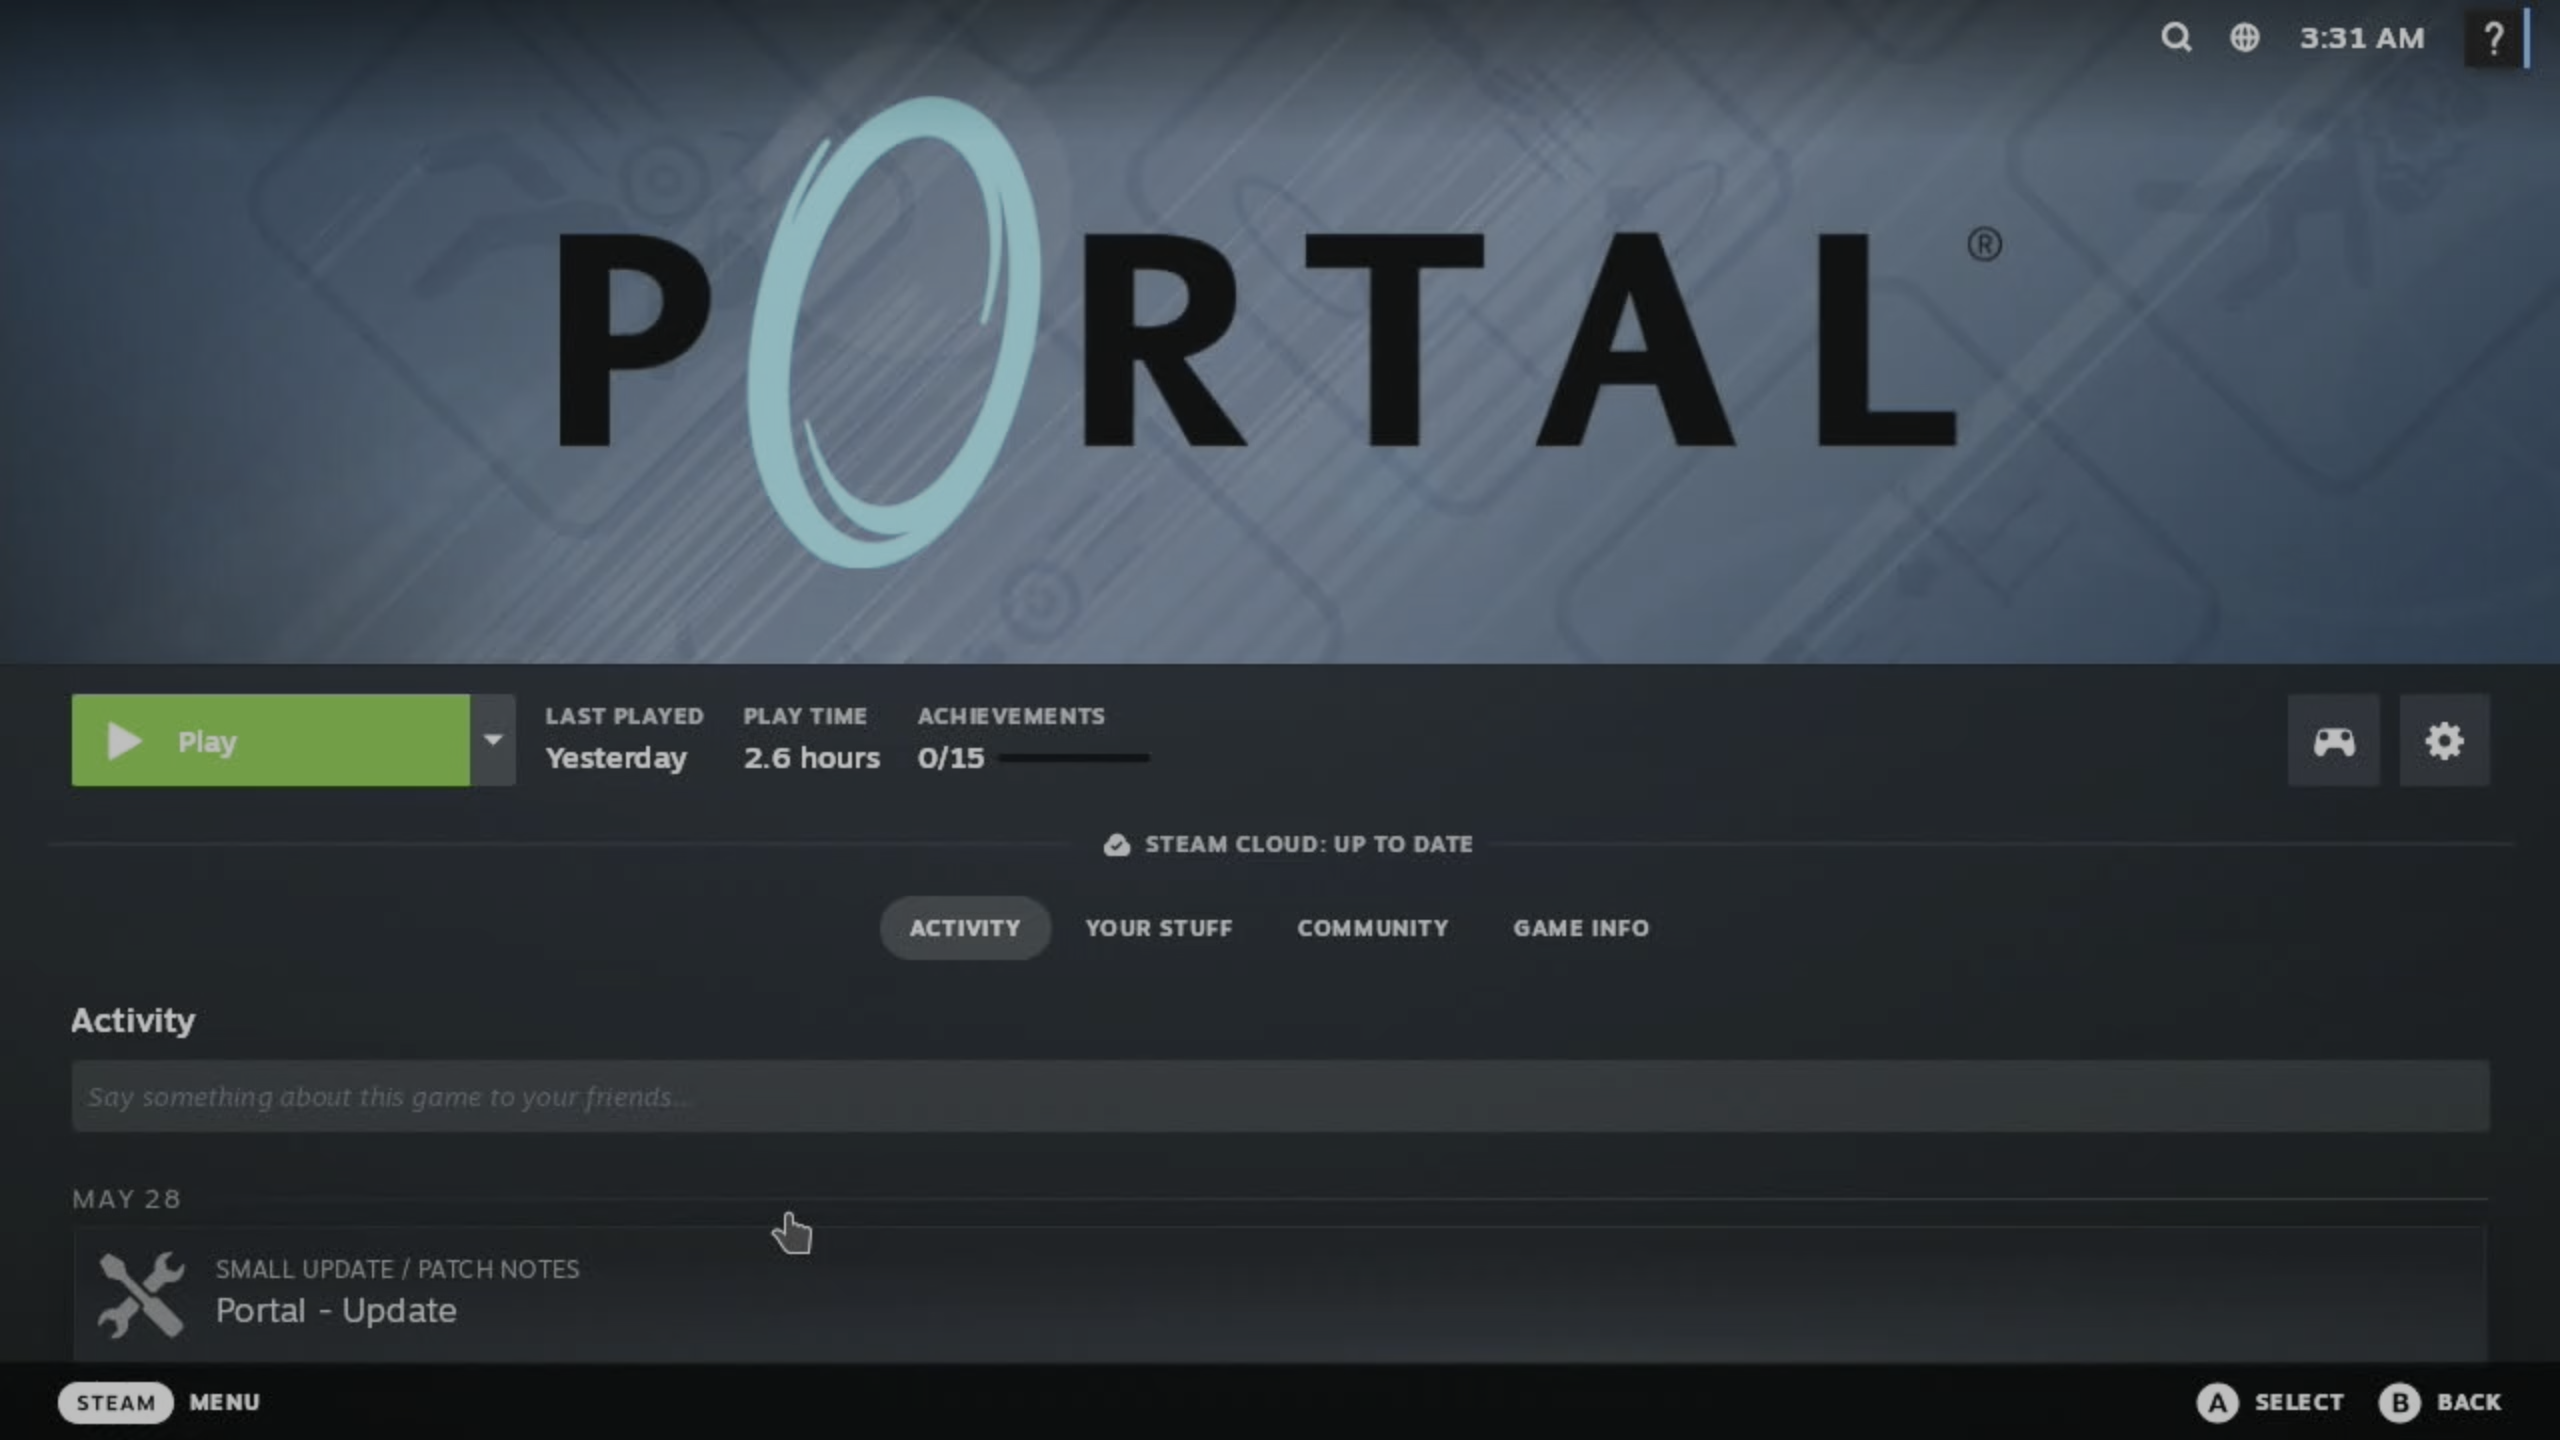 3:31 AM
?
PORTAL®
Play
LAST PLAYED
Yesterday
PLAY TIME
2.6 hours
ACHIEVEMENTS
0/15
STEAM CLOUD: UP TO DATE
ACTIVITY YOUR STUFF COMMUNITY GAME INFO
Activity
Say something about this game to your friends...
MAY 28
SMALL UPDATE / PATCH NOTES
Portal - Update
STEAM MENU
A SELECT B BACK